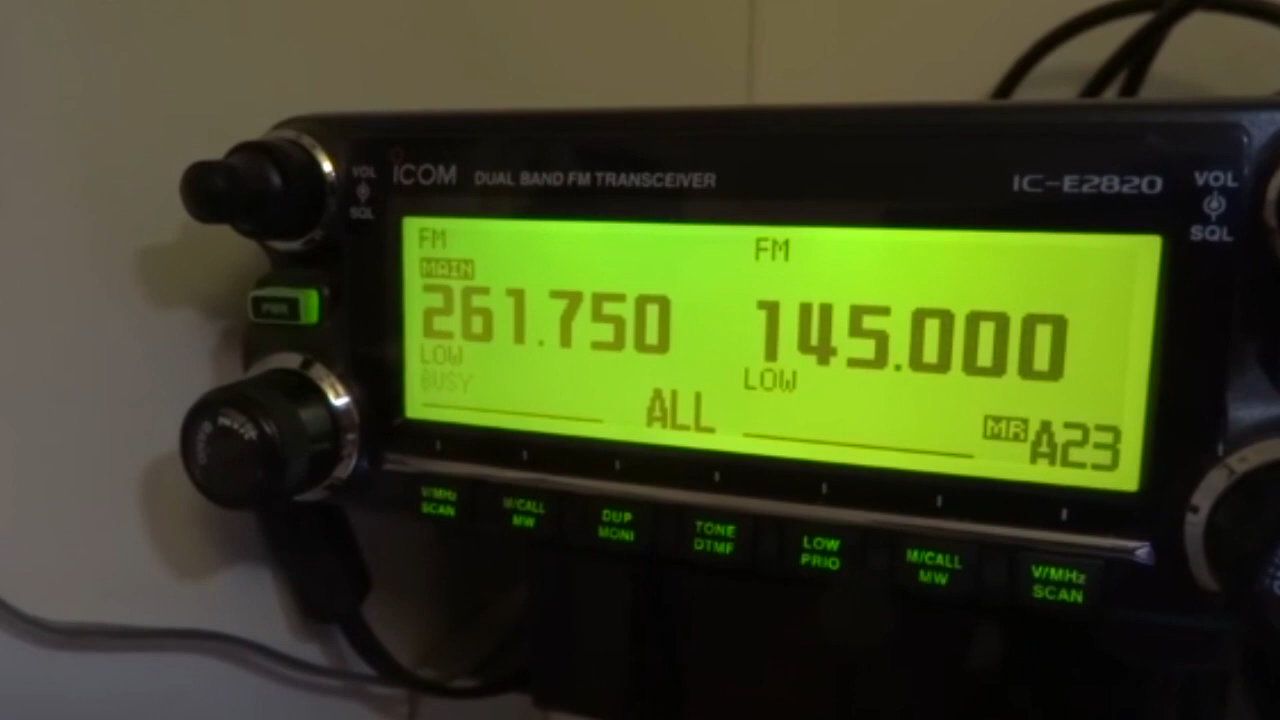 VOL
SQL
ICOM DUAL BAND FM TRANSCEIVER
IC-E2820
VOL
SQL
PWR
FM
MAIN
261.750
LOW
BUSY
FM
145.000
LOW
ALL
MR A23
V/MHz
SCAN
M/CALL
MW
DUP
MONI
TONE
DTMF
LOW
PRIO
M/CALL
MW
V/MHz
SCAN